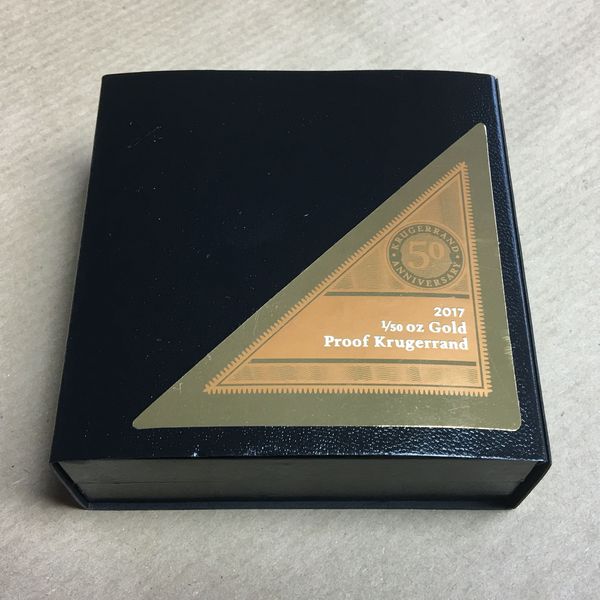 KRUGERRAND
50
ANNIVERSARY
2017
1/50 oz Gold
Proof Krugerrand